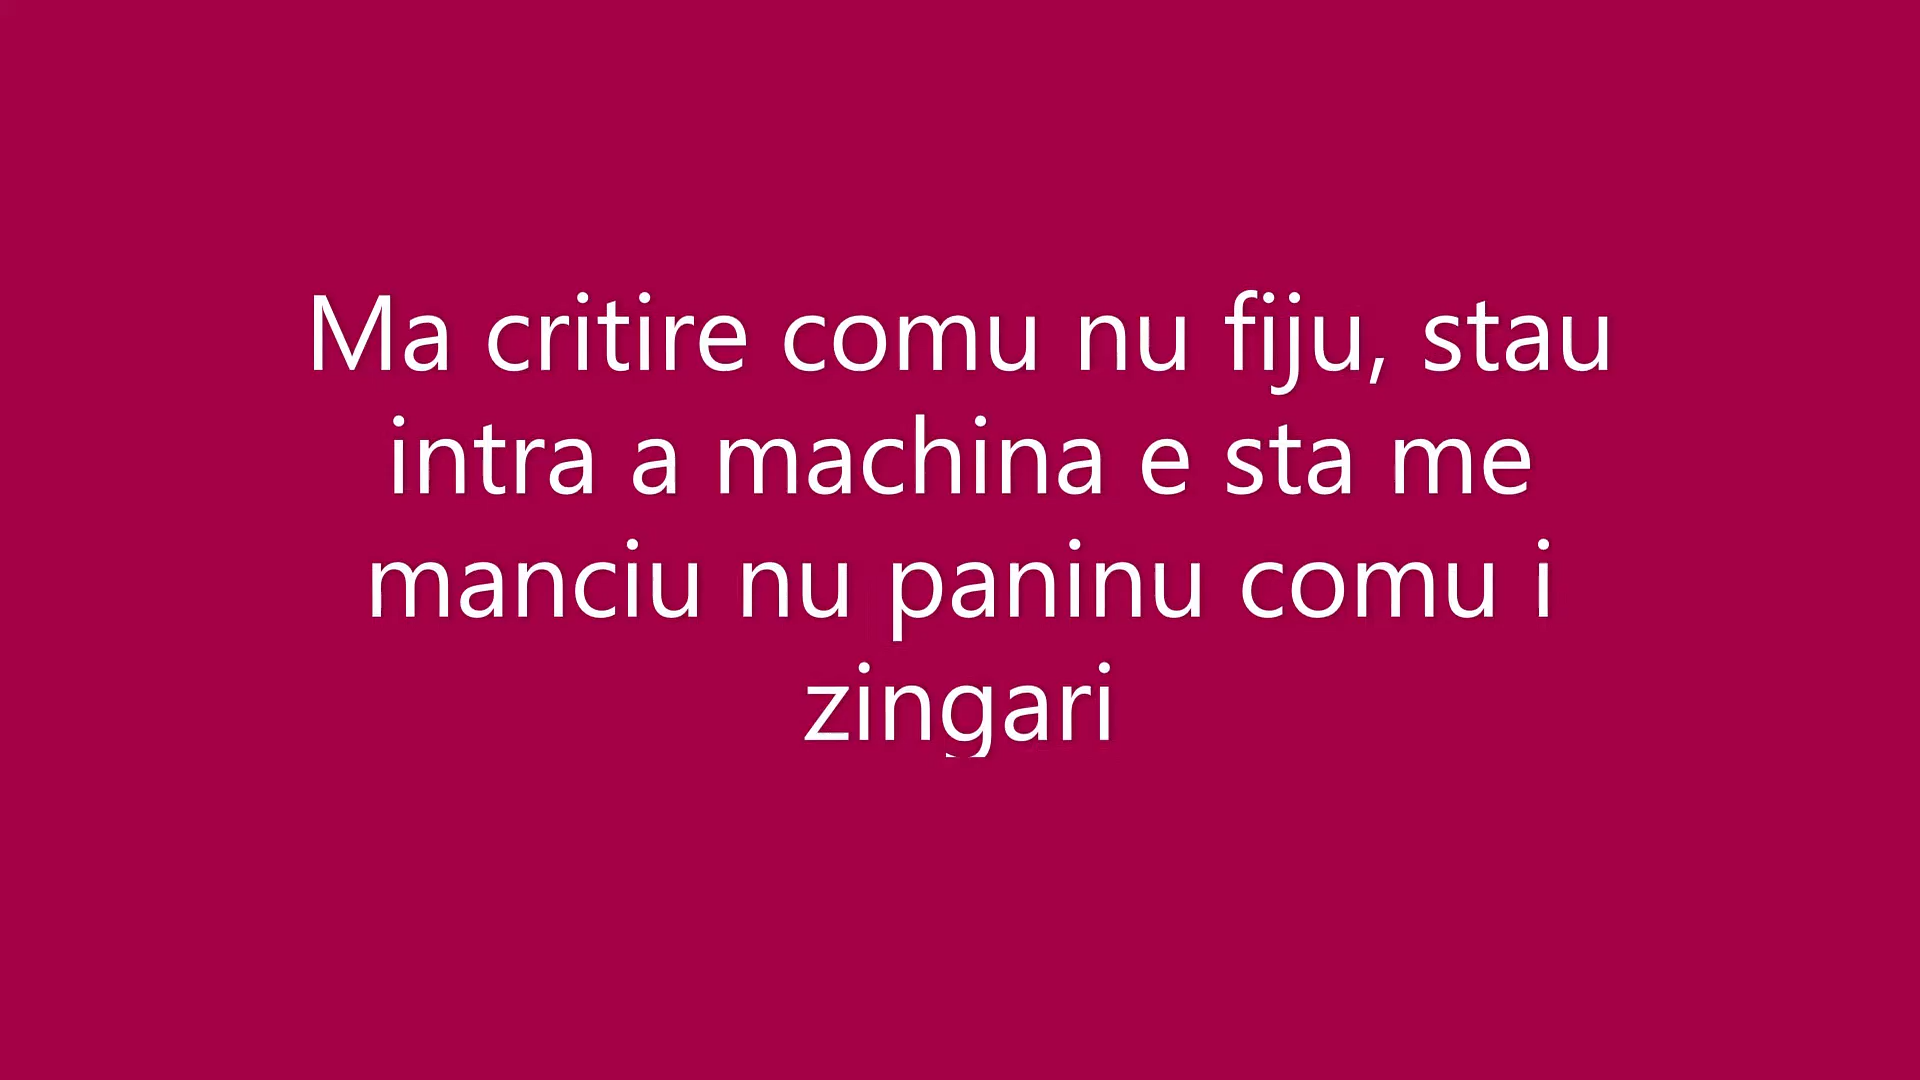 Ma critire comu nu fiju, stau
intra a machina e sta me
manciu nu paninu comu i
zingari